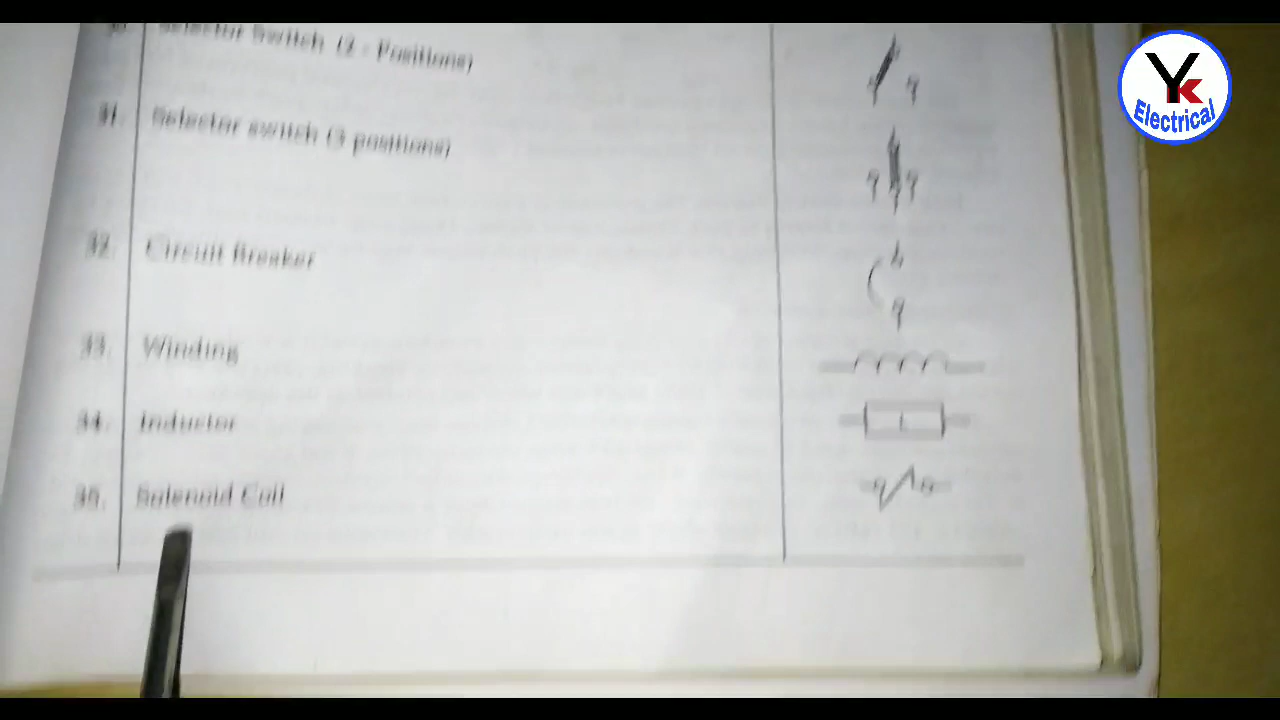 30. Selector Switch (2 - Positions)
31. Selector switch (3 positions)
32. Circuit Breaker
33. Winding
34. Inductor
35. Solenoid Coil
YK
Electrical